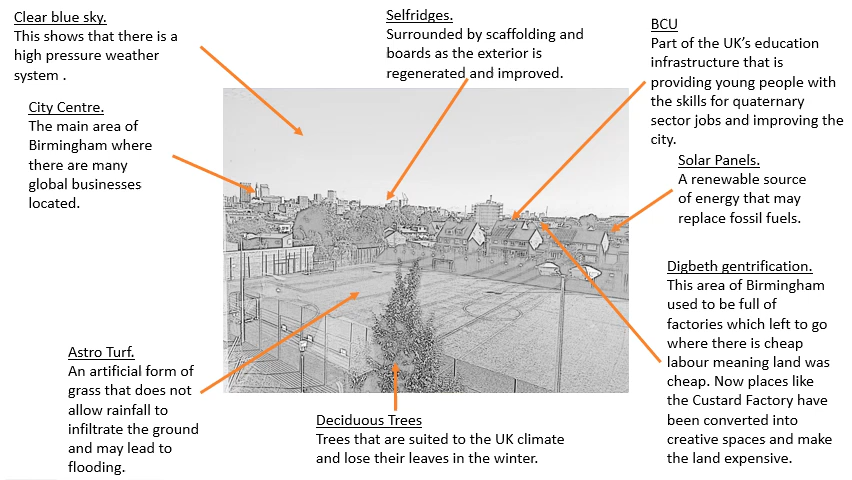 Clear blue sky.
This shows that there is a
high pressure weather
system .
Selfridges.
Surrounded by scaffolding and
boards as the exterior is
regenerated and improved.
BCU
Part of the UK's education
infrastructure that is
providing young people with
the skills for quaternary
sector jobs and improving the
city.
City Centre.
The main area of
Birmingham where
there are many
global businesses
located.
Solar Panels.
A renewable source
of energy that may
replace fossil fuels.
Digbeth gentrification.
This area of Birmingham
used to be full of
factories which left to go
where there is cheap
labour meaning land was
cheap. Now places like
the Custard Factory have
been converted into
creative spaces and make
the land expensive.
Astro Turf.
An artificial form of
grass that does not
allow rainfall to
infiltrate the ground
and may lead to
flooding.
Deciduous Trees
Trees that are suited to the UK climate
and lose their leaves in the winter.